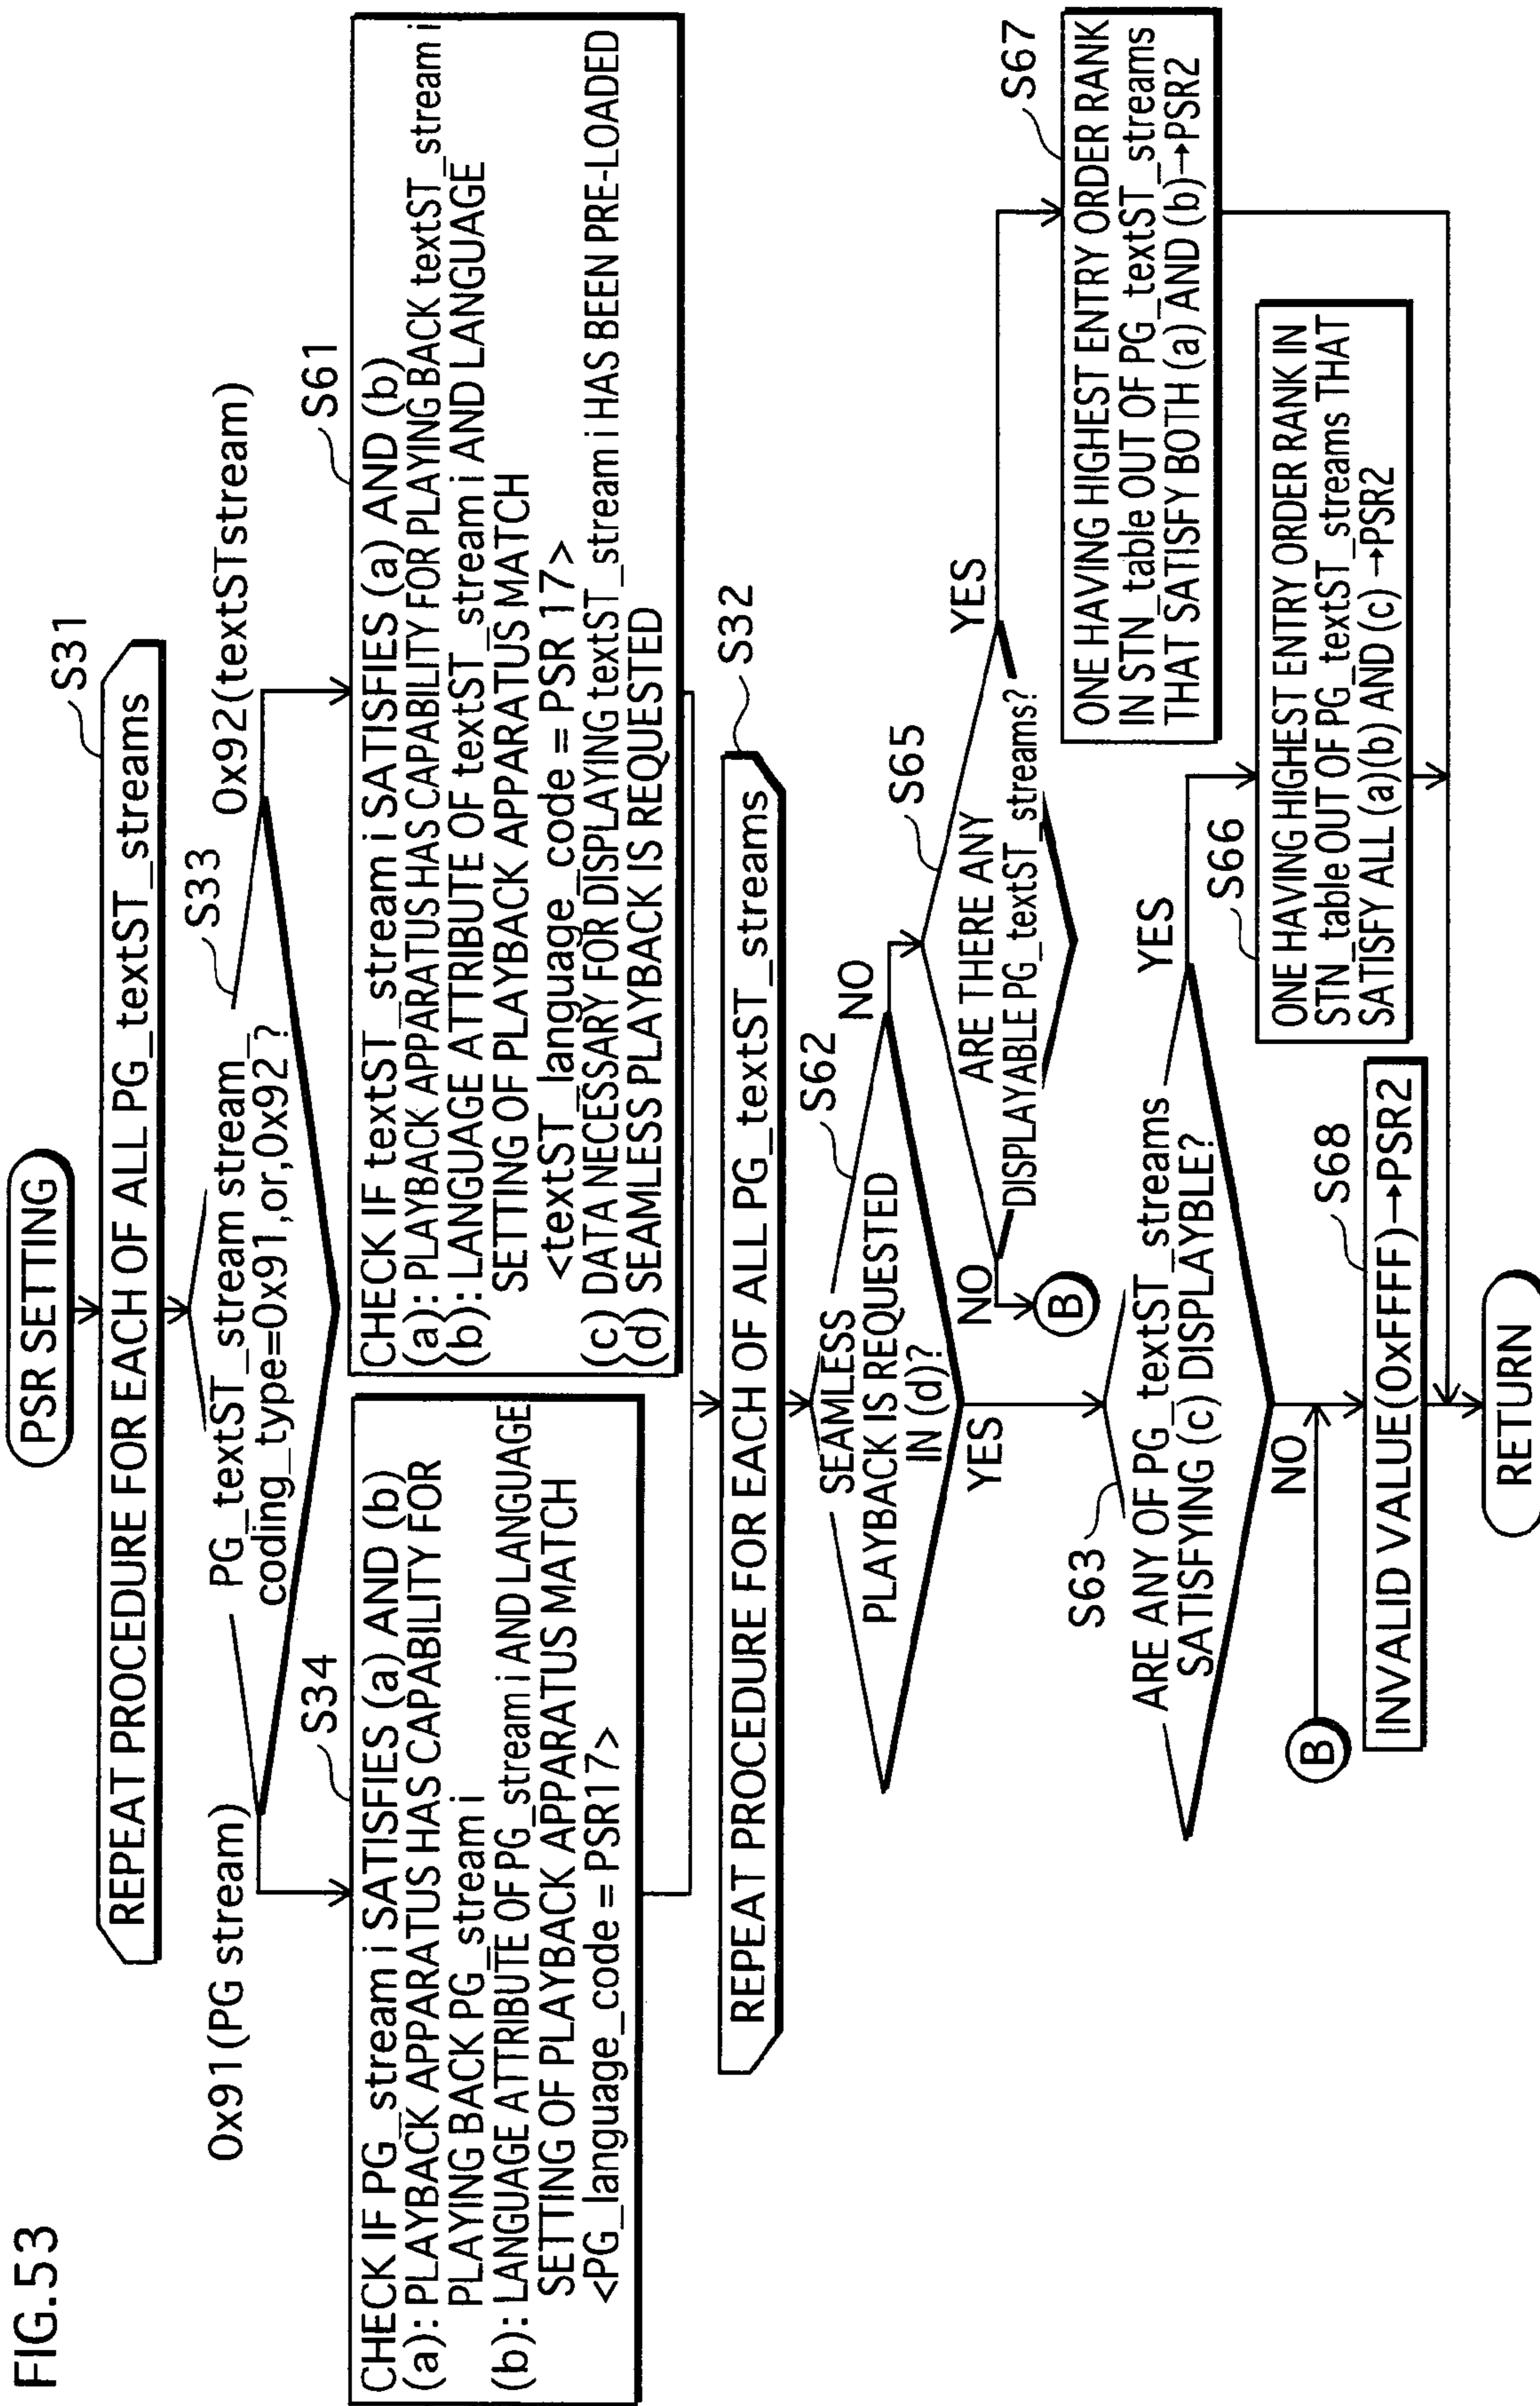 FIG.53
PSR SETTING
S31
REPEAT PROCEDURE FOR EACH OF ALL PG_textST_streams
S33
PG_textST_stream stream_
coding_type=0x91,or,0x92 ?
0x91(PG stream)
0x92(textSTstream)
S34
CHECK IF PG_stream i SATISFIES (a) AND (b)
(a): PLAYBACK APPARATUS HAS CAPABILITY FOR
PLAYING BACK PG_stream i
(b): LANGUAGE ATTRIBUTE OF PG_stream i AND LANGUAGE
SETTING OF PLAYBACK APPARATUS MATCH
<PG_language_code = PSR17>
S61
CHECK IF textST_stream i SATISFIES (a) AND (b)
(a): PLAYBACK APPARATUS HAS CAPABILITY FOR PLAYING BACK textST_stream i
(b): LANGUAGE ATTRIBUTE OF textST_stream i AND LANGUAGE
SETTING OF PLAYBACK APPARATUS MATCH
<textST_language_code = PSR 17>
(c) DATA NECESSARY FOR DISPLAYING textST_stream i HAS BEEN PRE-LOADED
(d) SEAMLESS PLAYBACK IS REQUESTED
S32
REPEAT PROCEDURE FOR EACH OF ALL PG_textST_streams
S62
SEAMLESS
PLAYBACK IS REQUESTED
IN (d)?
NO
YES
S65
ARE THERE ANY
DISPLAYABLE PG_textST_streams?
YES
NO
B
S67
ONE HAVING HIGHEST ENTRY ORDER RANK
IN STN_table OUT OF PG_textST_streams
THAT SATISFY BOTH (a) AND (b)→PSR2
S63
ARE ANY OF PG_textST_streams
SATISFYING (c) DISPLAYBLE?
YES
NO
S66
ONE HAVING HIGHEST ENTRY ORDER RANK IN
STN_table OUT OF PG_textST_streams THAT
SATISFY ALL (a)(b) AND (c) →PSR2
B
S68
INVALID VALUE(0xFFFF)→PSR2
RETURN